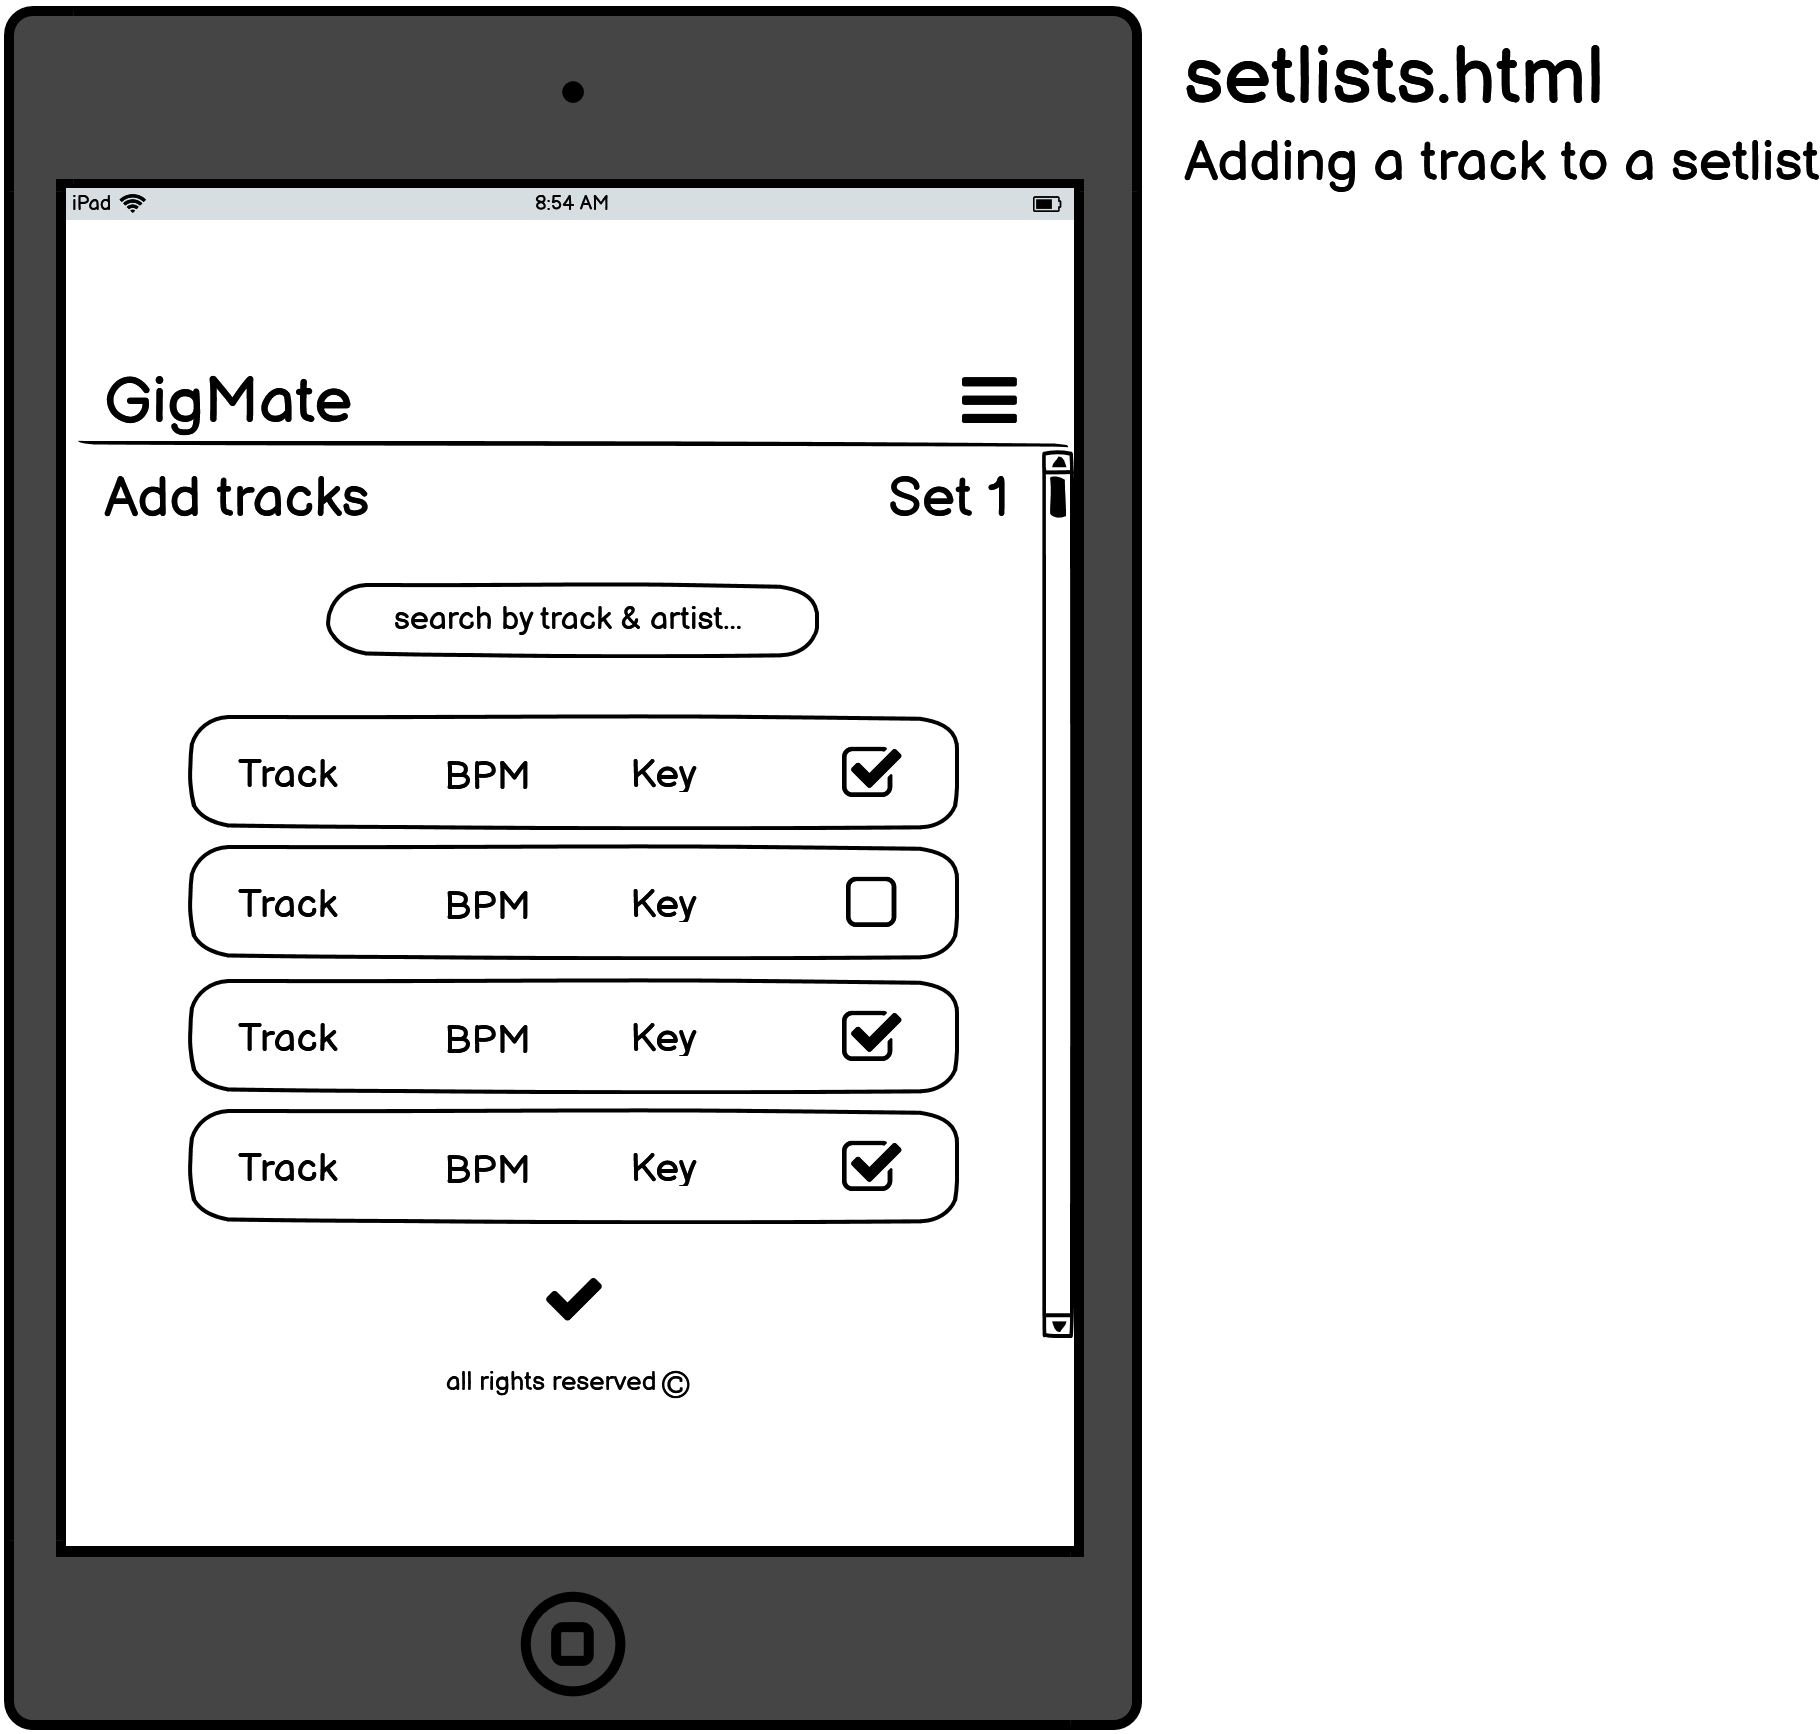 setlists.html
Adding a track to a setlist
iPad 8:54 AM
GigMate
Add tracks Set 1
search by track & artist...
Track BPM Key
Track BPM Key
Track BPM Key
Track BPM Key
all rights reserved ©